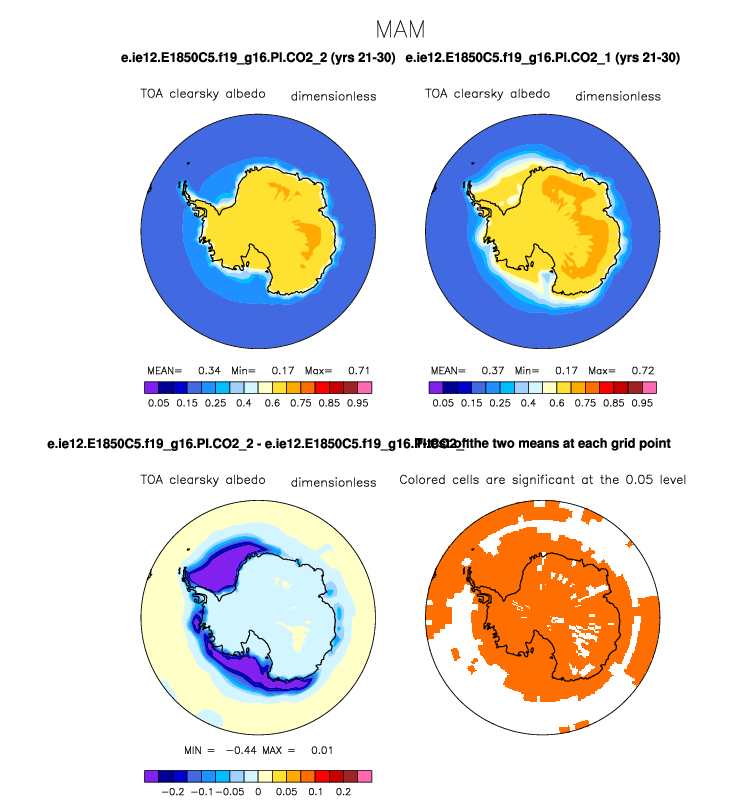 MAM
e.ie12.E1850C5.f19_g16.PI.CO2_2 (yrs 21-30) e.ie12.E1850C5.f19_g16.PI.CO2_1 (yrs 21-30)
TOA clearsky albedo dimensionless TOA clearsky albedo dimensionless
MEAN= 0.34 Min= 0.17 Max= 0.71 MEAN= 0.37 Min= 0.17 Max= 0.72
0.05 0.15 0.25 0.4 0.6 0.75 0.85 0.95 0.05 0.15 0.25 0.4 0.6 0.75 0.85 0.95
e.ie12.E1850C5.f19_g16.PI.CO2_2 - e.ie12.E1850C5.f19_g16.PI.CO2_1 of the two means at each grid point
TOA clearsky albedo dimensionless Colored cells are significant at the 0.05 level
MIN = -0.44 MAX = 0.01
-0.2 -0.1 -0.05 0 0.05 0.1 0.2